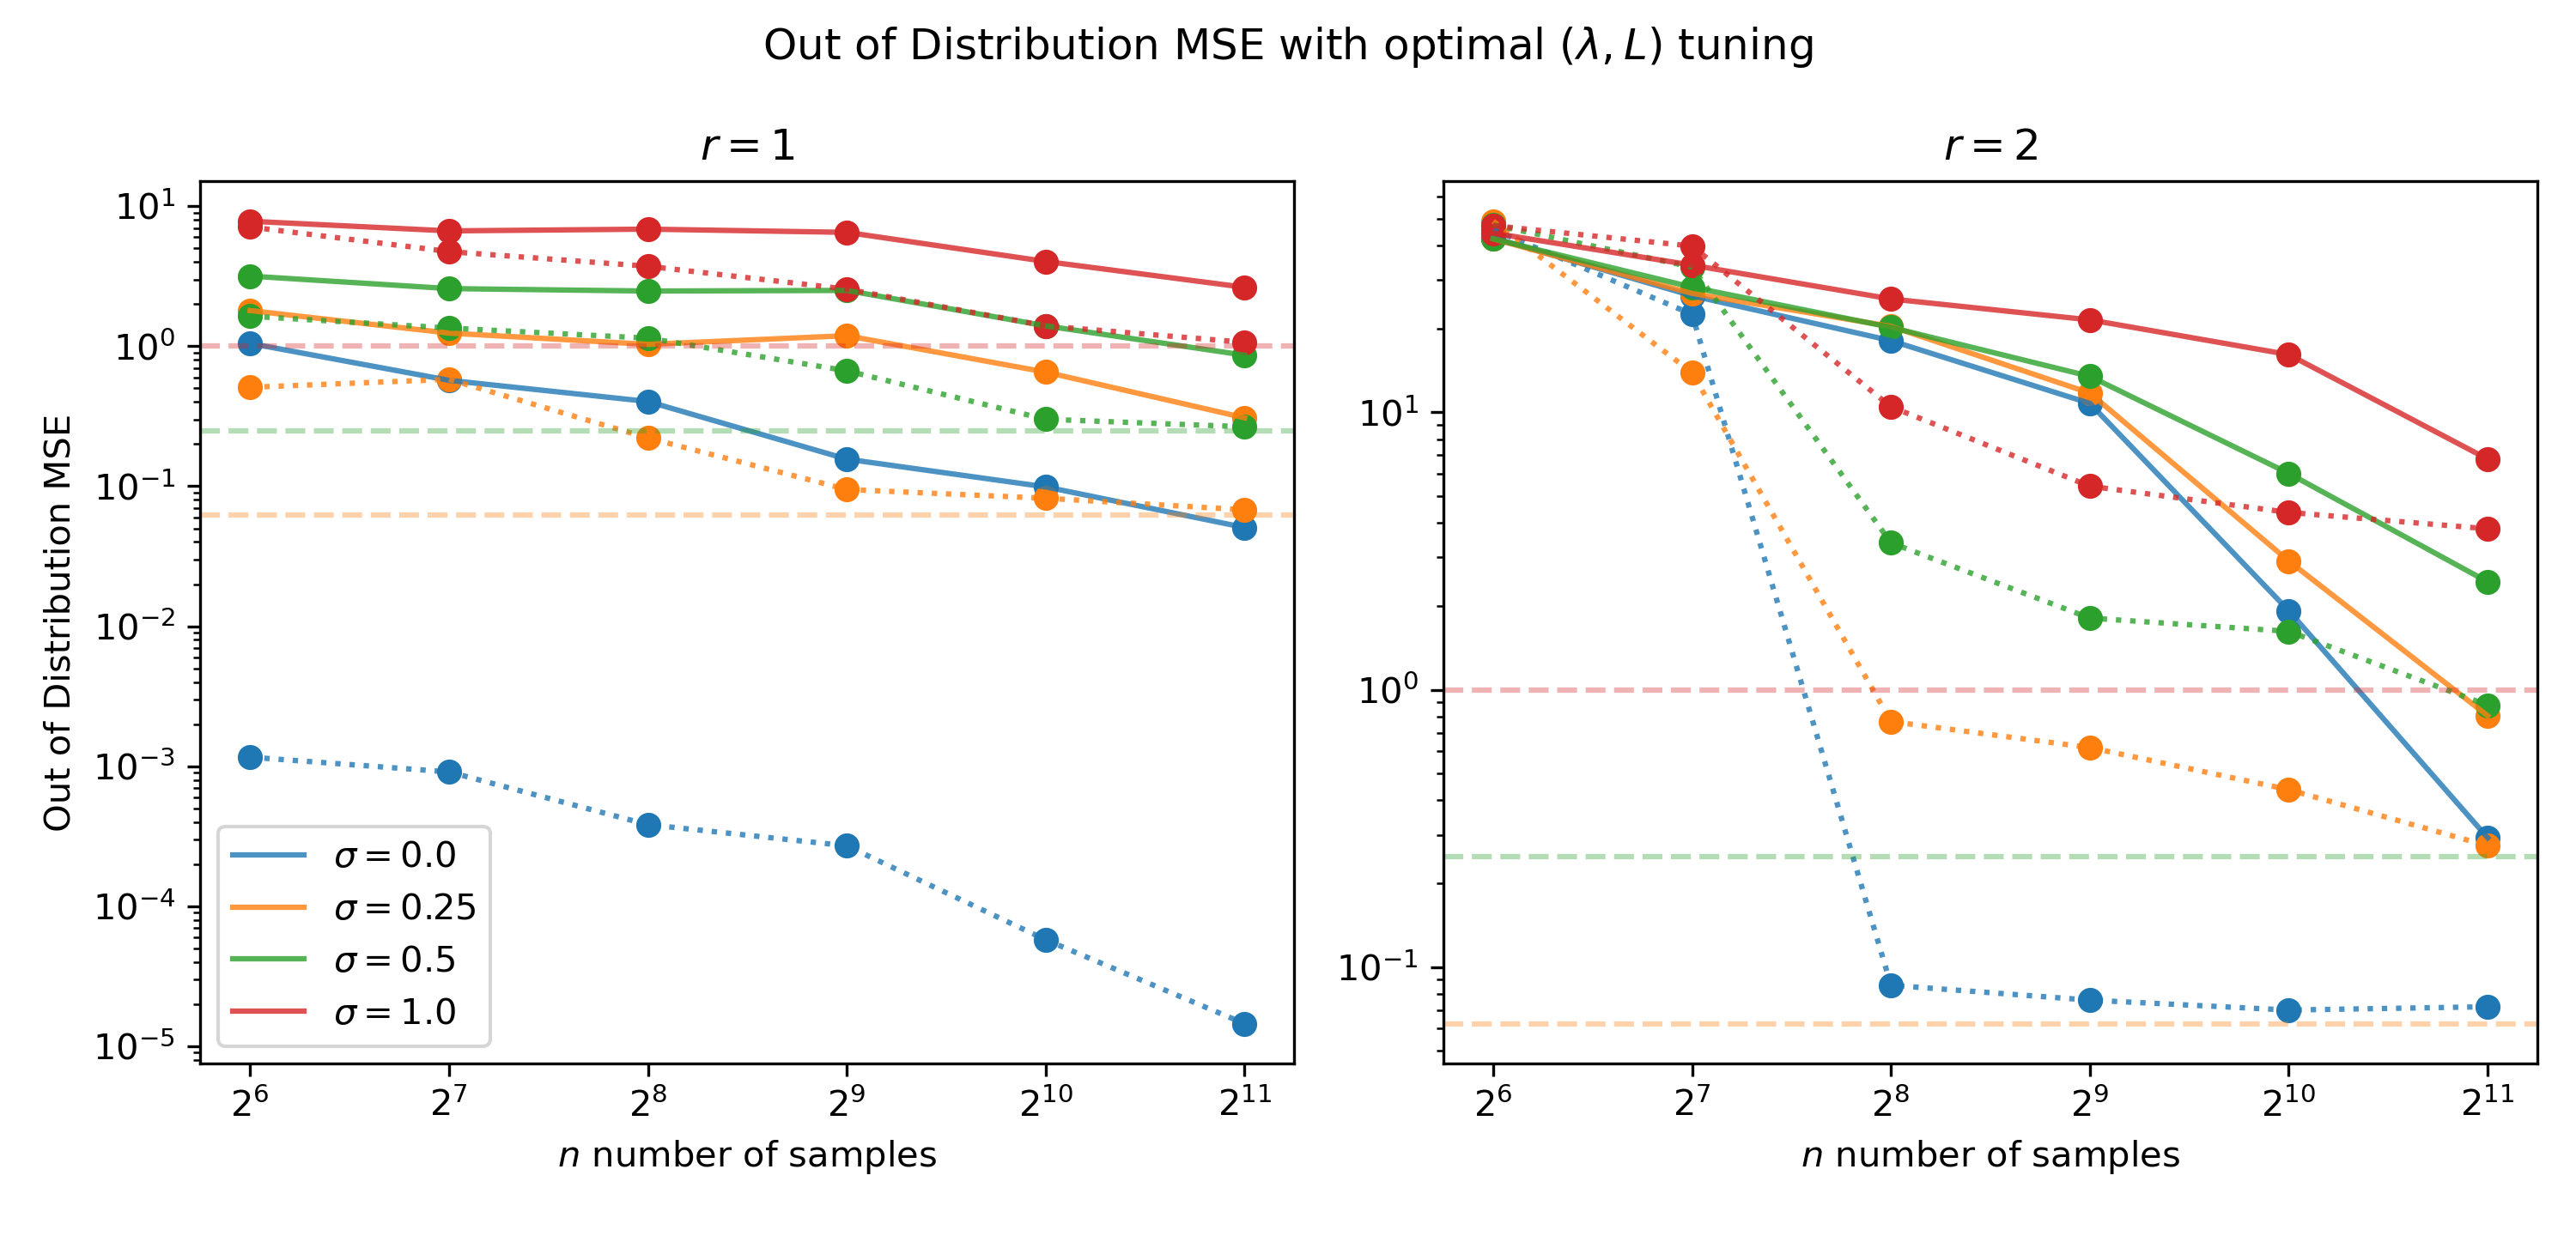 Out of Distribution MSE with optimal (λ, L) tuning
r = 1
Out of Distribution MSE
10¹
10⁰
10⁻¹
10⁻²
10⁻³
10⁻⁴
10⁻⁵
σ = 0.0
σ = 0.25
σ = 0.5
σ = 1.0
2⁶ 2⁷ 2⁸ 2⁹ 2¹⁰ 2¹¹
n number of samples
r = 2
10¹
10⁰
10⁻¹
2⁶ 2⁷ 2⁸ 2⁹ 2¹⁰ 2¹¹
n number of samples